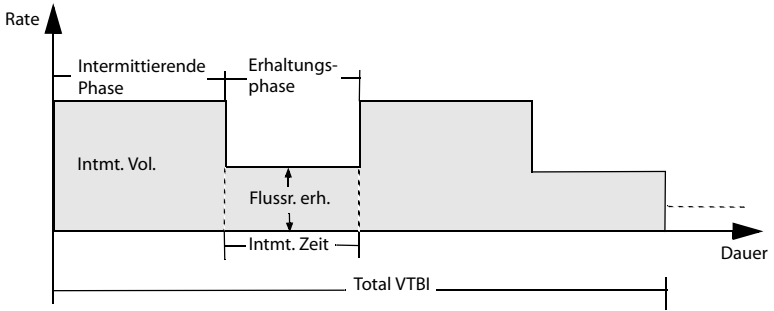 Rate
Intermittierende
Phase
Erhaltungs-
phase
Intmt. Vol.
Flussr. erh.
Intmt. Zeit
Dauer
Total VTBI